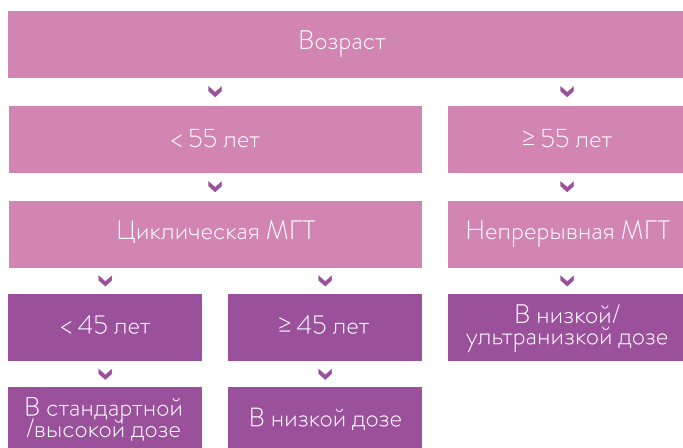 Возраст
< 55 лет
≥ 55 лет
Циклическая МГТ
Непрерывная МГТ
< 45 лет
≥ 45 лет
В низкой/
ультранизкой дозе
В стандартной
/высокой дозе
В низкой дозе